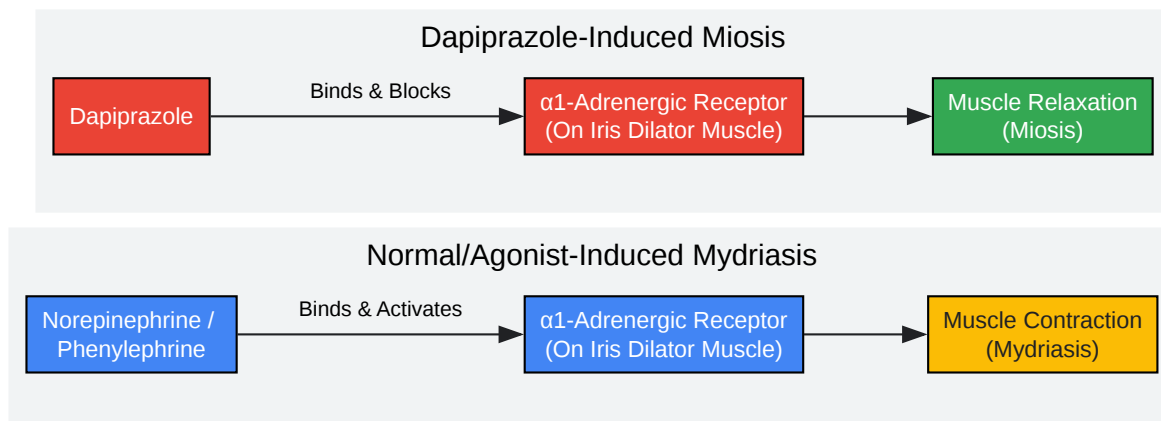 Dapiprazole-Induced Miosis
Dapiprazole
Binds & Blocks
α1-Adrenergic Receptor
(On Iris Dilator Muscle)
Muscle Relaxation
(Miosis)
Normal/Agonist-Induced Mydriasis
Norepinephrine /
Phenylephrine
Binds & Activates
α1-Adrenergic Receptor
(On Iris Dilator Muscle)
Muscle Contraction
(Mydriasis)